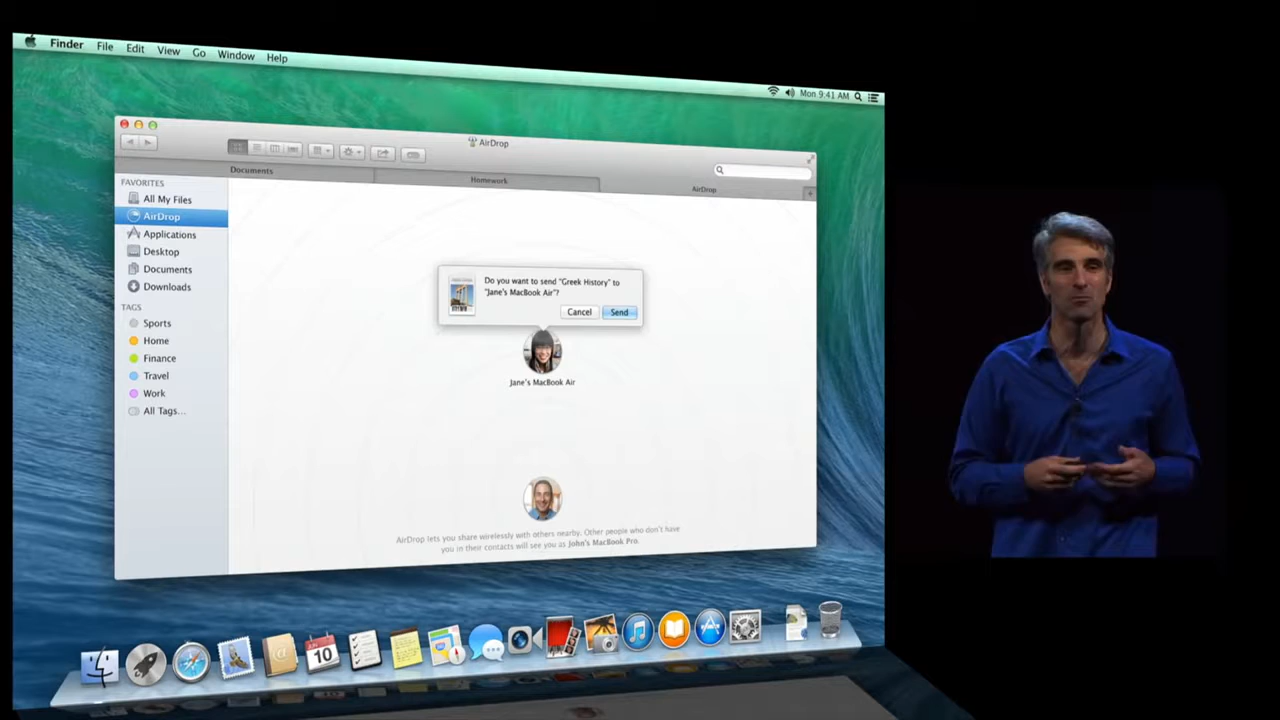 Finder File Edit View Go Window Help
Mon 9:41 AM
AirDrop
Documents
Homework
AirDrop
FAVORITES
All My Files
AirDrop
Applications
Desktop
Documents
Downloads
TAGS
Sports
Home
Finance
Travel
Work
All Tags...
Do you want to send "Greek History" to
"Jane's MacBook Air"?
Cancel Send
Jane's MacBook Air
AirDrop lets you share wirelessly with others nearby. Other people who don't have
you in their contacts will see you as John's MacBook Pro.
10